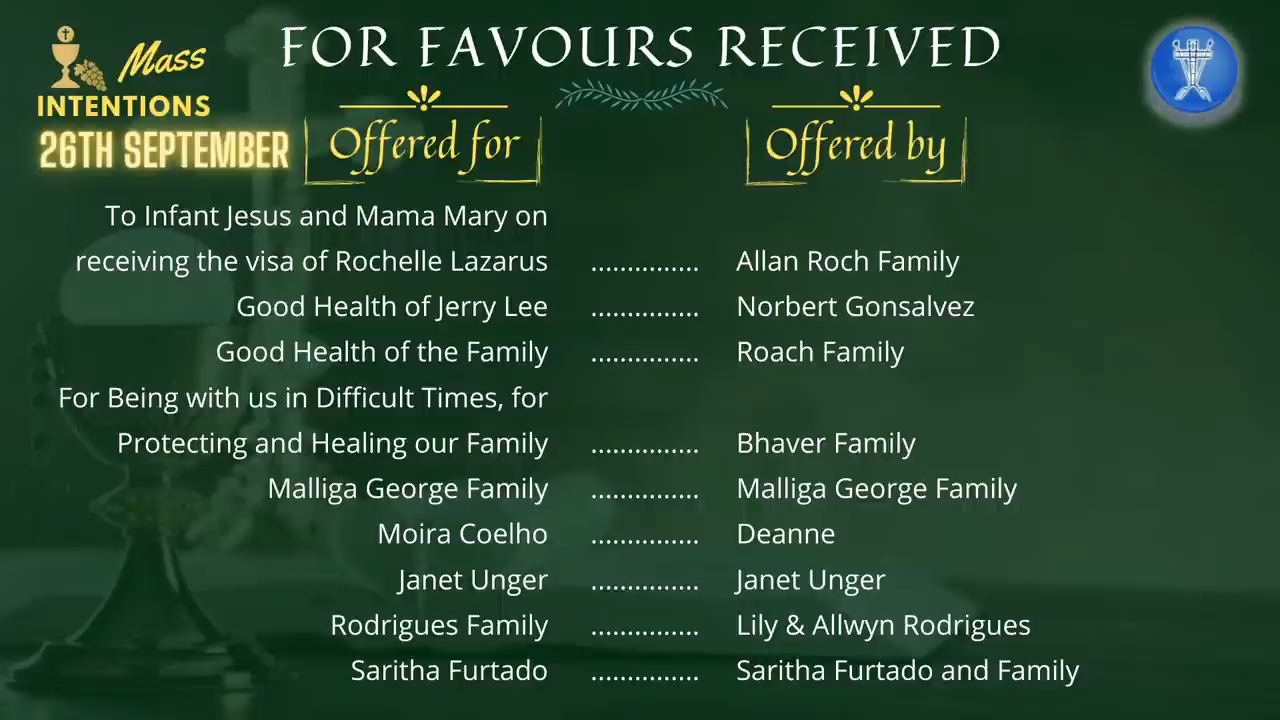 Mass
INTENTIONS
26TH SEPTEMBER
FOR FAVOURS RECEIVED
Offered for
Offered by
To Infant Jesus and Mama Mary on
receiving the visa of Rochelle Lazarus ............... Allan Roch Family
Good Health of Jerry Lee ............... Norbert Gonsalvez
Good Health of the Family ............... Roach Family
For Being with us in Difficult Times, for
Protecting and Healing our Family ............... Bhaver Family
Malliga George Family ............... Malliga George Family
Moira Coelho ............... Deanne
Janet Unger ............... Janet Unger
Rodrigues Family ............... Lily & Allwyn Rodrigues
Saritha Furtado ............... Saritha Furtado and Family